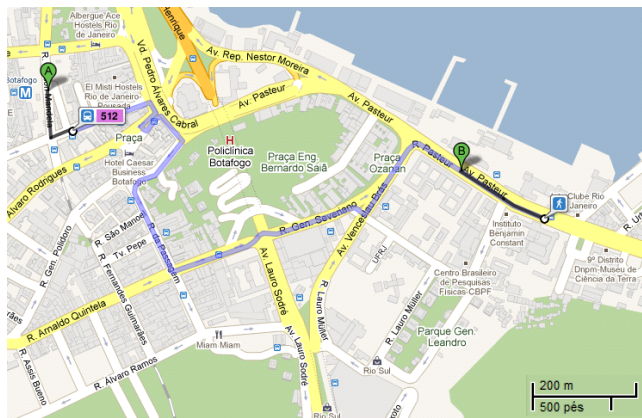 Albergue Ace
Hostels Rio de
Janeiro
Henrique
Av. Rep. Nestor Moreira
A
Botafogo
M
El Misti Hostels
Rio de Janeiro
Pousada
Vd. Pedro Álvares Cabral
Av. Pasteur
Av. Pasteur
512
Praça
H
Policlínica
Botafogo
Praça Eng.
Bernardo Saiã
Praça
Ozanan
R. Pasteur
B
Av. Pasteur
Hotel Caesar
Business
Botafogo
Álvaro Rodrigues
Clube Rio
Janeiro
R. Gen. Severiano
Av. Venceslau Brás
Instituto
Benjamin
Constant
R. São Manoel
Tv. Pepe
R. da Passagem
R. Gen. Polidoro
Av. Lauro Sodré
UFRJ
Centro Brasileiro
de Pesquisas
Físicas-CBPF
9º Distrito
Dnpm-Museu de
Ciência da Terra
R. Fernandes Guimarães
R. Arnaldo Quintela
R. Lauro Müller
R. Lauro Müller
Parque Gen.
Leandro
Av. Lauro Sodré
Miam Miam
R. Assis Bueno
R. Álvaro Ramos
Rio Sul
Rio Sul
200 m
500 pés